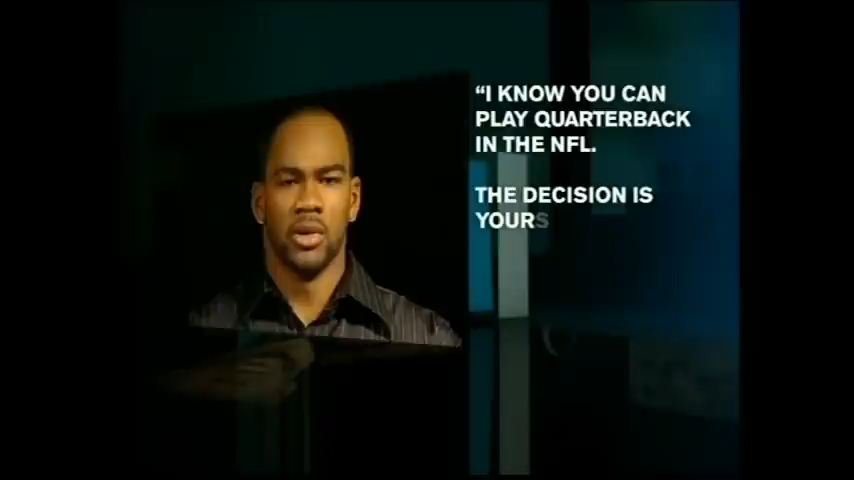 “I KNOW YOU CAN
PLAY QUARTERBACK
IN THE NFL.
THE DECISION IS
YOURS